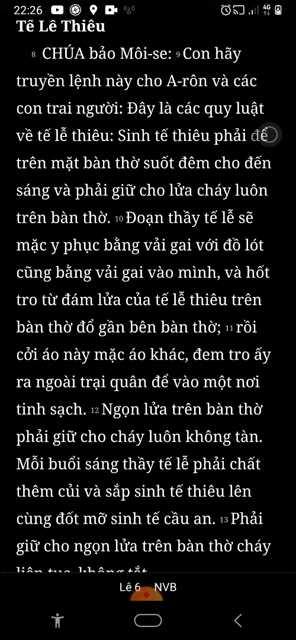 22:26
4G
Tế Lê Thiêu
8 CHÚA bảo Môi-se: 9 Con hãy
truyền lệnh này cho A-rôn và các
con trai người: Đây là các quy luật
về tế lễ thiêu: Sinh tế thiêu phải để
trên mặt bàn thờ suốt đêm cho đến
sáng và phải giữ cho lửa cháy luôn
trên bàn thờ. 10 Đoạn thầy tế lễ sẽ
mặc y phục bằng vải gai với đồ lót
cũng bằng vải gai vào mình, và hốt
tro từ đám lửa của tế lễ thiêu trên
bàn thờ đổ gần bên bàn thờ; 11 rồi
cởi áo này mặc áo khác, đem tro ấy
ra ngoài trại quân để vào một nơi
tinh sạch. 12 Ngọn lửa trên bàn thờ
phải giữ cho cháy luôn không tàn.
Mỗi buổi sáng thầy tế lễ phải chất
thêm củi và sắp sinh tế thiêu lên
cùng đốt mỡ sinh tế cầu an. 13 Phải
giữ cho ngọn lửa trên bàn thờ cháy
liên tục, không tắt.
Lê 6 NVB